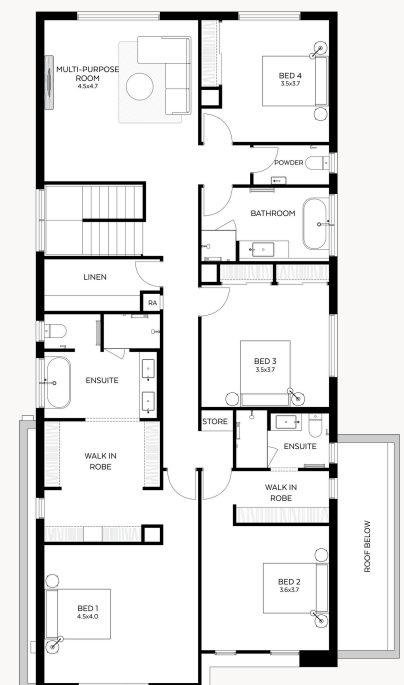 MULTI-PURPOSE
ROOM
4.5x4.7
BED 4
3.5x3.7
POWDER
BATHROOM
LINEN
RA
BED 3
3.5x3.7
ENSUITE
STORE
ENSUITE
WALK IN
ROBE
WALK IN
ROBE
ROOF BELOW
BED 1
4.5x4.0
BED 2
3.6x3.7